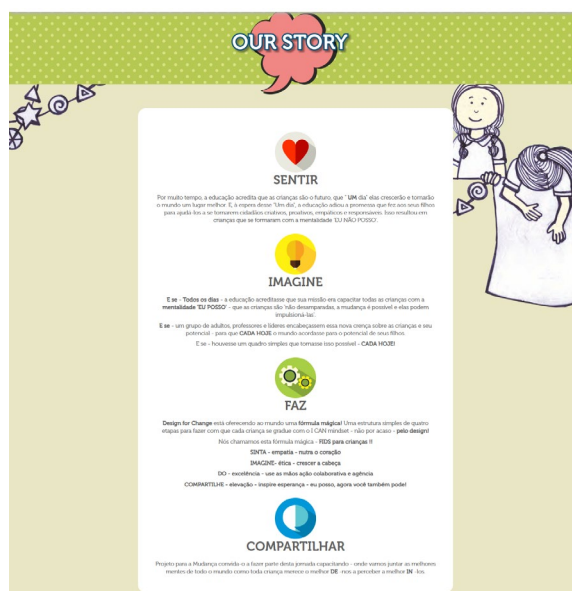 OUR STORY
SENTIR
Por muito tempo, a educação acredita que as crianças são o futuro, que " UM dia" elas crescerão e tornarão
o mundo um lugar melhor. E, à espera desse 'Um dia', a educação adiou a promessa que fez aos seus filhos
para ajudá-los a se tornarem cidadãos criativos, proativos, empáticos e responsáveis. Isso resultou em
crianças que se formaram com a mentalidade 'EU NÃO POSSO'.
IMAGINE
E se - Todos os dias - a educação acreditasse que sua missão era capacitar todas as crianças com a
mentalidade 'EU POSSO' - que as crianças são 'não desamparadas, a mudança é possível e elas podem
impulsioná-las'.
E se - um grupo de adultos, professores e líderes encabeçassem essa nova crença sobre as crianças e seu
potencial - para que CADA HOJE o mundo acordasse para o potencial de seus filhos.
E se - houvesse um quadro simples que tornasse isso possível - CADA HOJE!
FAZ
Design for Change está oferecendo ao mundo uma fórmula mágica! Uma estrutura simples de quatro
etapas para fazer com que cada criança se gradue com o I CAN mindset - não por acaso - pelo design!
Nós chamamos esta fórmula mágica - FIDS para crianças !!
SINTA - empatia - nutra o coração
IMAGINE- ética - crescer a cabeça
DO - excelência - use as mãos ação colaborativa e agência
COMPARTILHE - elevação - inspire esperança - eu posso, agora você também pode!
COMPARTILHAR
Projeto para a Mudança convida-o a fazer parte desta jornada capacitando - onde vamos juntar as melhores
mentes de todo o mundo como toda criança merece o melhor DE -nos a perceber a melhor IN -los.